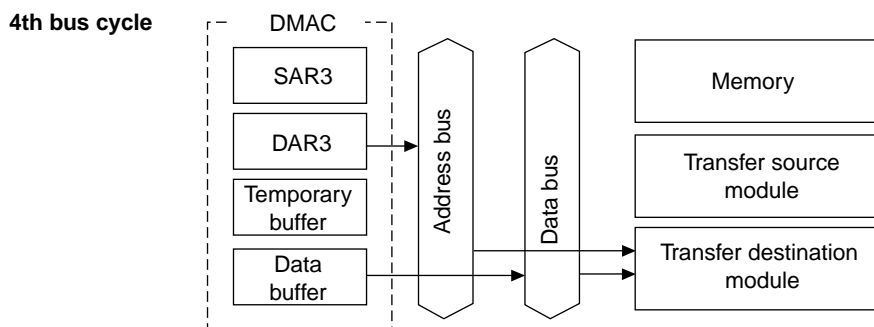 4th bus cycle
DMAC
SAR3
Memory
DAR3
Address bus
Data bus
Transfer source
module
Temporary
buffer
Data
buffer
Transfer destination
module